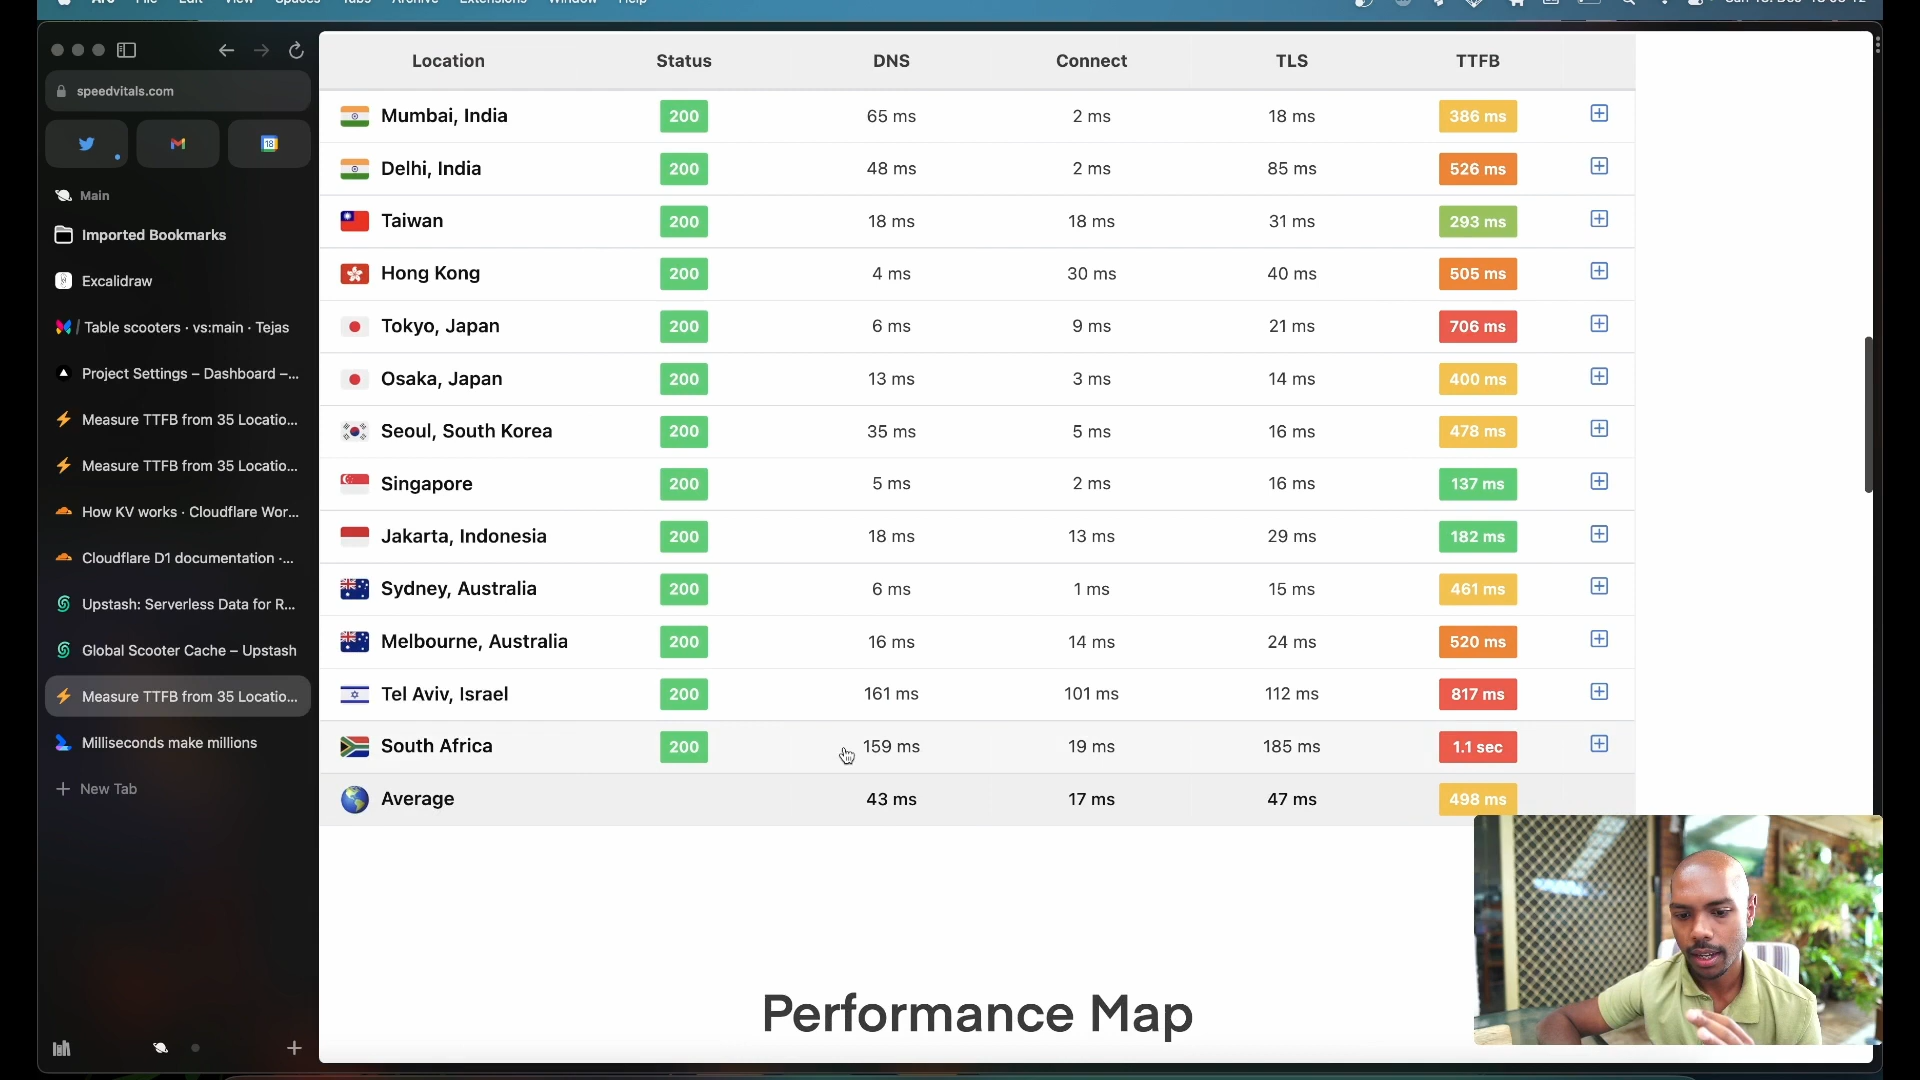 Arc File Edit View Spaces Tabs Archive Extensions Window Help
speedvitals.com
18
Main
Imported Bookmarks
Excalidraw
/ Table scooters · vs:main · Tejas
Project Settings – Dashboard –...
Measure TTFB from 35 Locatio...
Measure TTFB from 35 Locatio...
How KV works · Cloudflare Wor...
Cloudflare D1 documentation ·...
Upstash: Serverless Data for R...
Global Scooter Cache – Upstash
Measure TTFB from 35 Locatio...
Milliseconds make millions
New Tab
Location Status DNS Connect TLS TTFB
Mumbai, India 200 65 ms 2 ms 18 ms 386 ms
Delhi, India 200 48 ms 2 ms 85 ms 526 ms
Taiwan 200 18 ms 18 ms 31 ms 293 ms
Hong Kong 200 4 ms 30 ms 40 ms 505 ms
Tokyo, Japan 200 6 ms 9 ms 21 ms 706 ms
Osaka, Japan 200 13 ms 3 ms 14 ms 400 ms
Seoul, South Korea 200 35 ms 5 ms 16 ms 478 ms
Singapore 200 5 ms 2 ms 16 ms 137 ms
Jakarta, Indonesia 200 18 ms 13 ms 29 ms 182 ms
Sydney, Australia 200 6 ms 1 ms 15 ms 461 ms
Melbourne, Australia 200 16 ms 14 ms 24 ms 520 ms
Tel Aviv, Israel 200 161 ms 101 ms 112 ms 817 ms
South Africa 200 159 ms 19 ms 185 ms 1.1 sec
Average 43 ms 17 ms 47 ms 498 ms
Performance Map